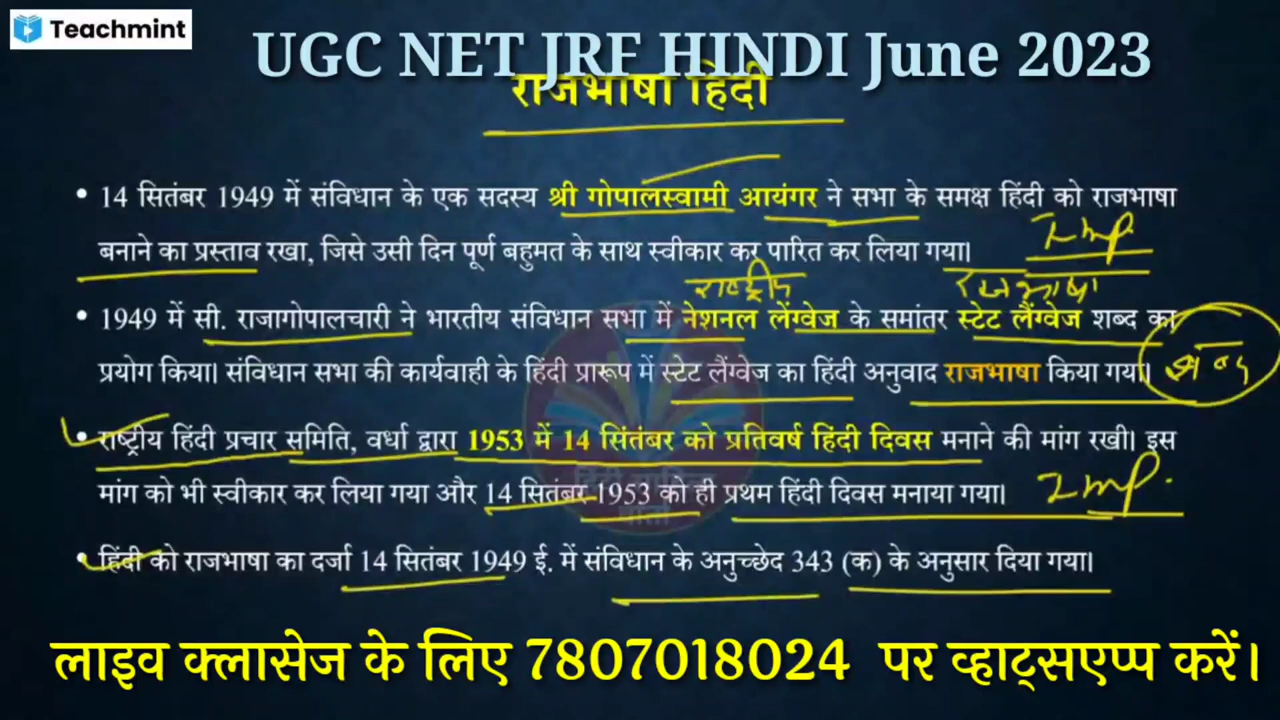 Teachmint
UGC NET JRF HINDI June 2023
राजभाषा हिंदी
• 14 सितंबर 1949 में संविधान के एक सदस्य श्री गोपालस्वामी आयंगर ने सभा के समक्ष हिंदी को राजभाषा
बनाने का प्रस्ताव रखा, जिसे उसी दिन पूर्ण बहुमत के साथ स्वीकार कर पारित कर लिया गया।
Imp.
राष्ट्रीय राजभाषा
• 1949 में सी. राजागोपालचारी ने भारतीय संविधान सभा में नेशनल लेंग्वेज के समांतर स्टेट लैंग्वेज शब्द का
प्रयोग किया। संविधान सभा की कार्यवाही के हिंदी प्रारूप में स्टेट लैंग्वेज का हिंदी अनुवाद राजभाषा किया गया।
• राष्ट्रीय हिंदी प्रचार समिति, वर्धा द्वारा 1953 में 14 सिंतंबर को प्रतिवर्ष हिंदी दिवस मनाने की मांग रखी। इस
मांग को भी स्वीकार कर लिया गया और 14 सितंबर 1953 को ही प्रथम हिंदी दिवस मनाया गया।
Imp.
• हिंदी को राजभाषा का दर्जा 14 सितंबर 1949 ई. में संविधान के अनुच्छेद 343 (क) के अनुसार दिया गया।
लाइव क्लासेज के लिए 7807018024 पर व्हाट्सएप्प करें।